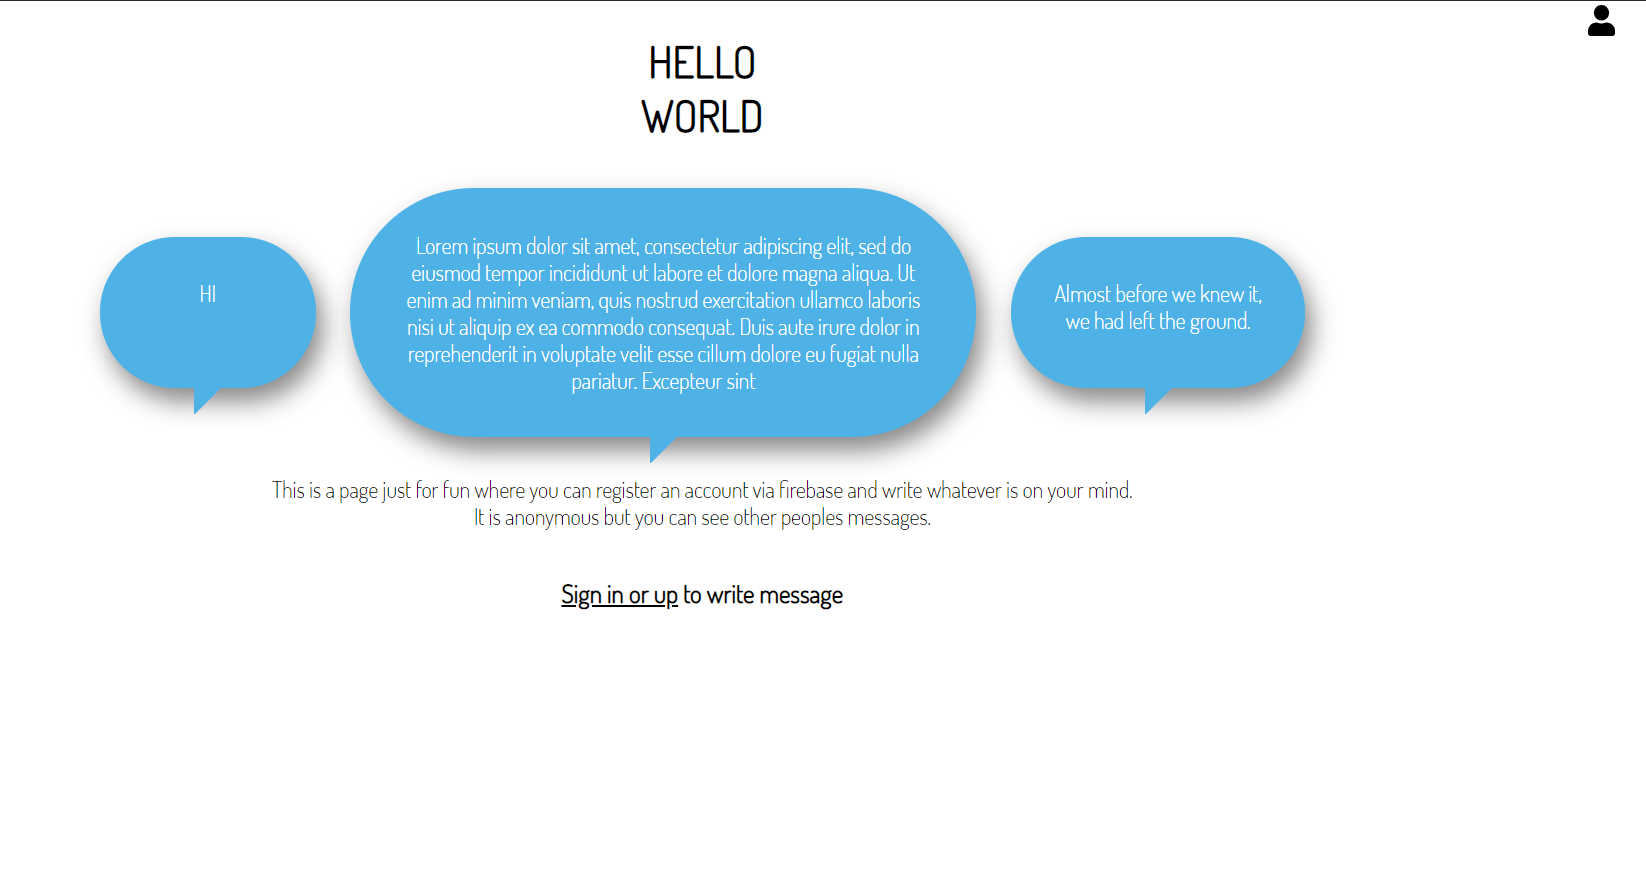 HELLO
WORLD
HI
Lorem ipsum dolor sit amet, consectetur adipiscing elit, sed do
eiusmod tempor incididunt ut labore et dolore magna aliqua. Ut
enim ad minim veniam, quis nostrud exercitation ullamco laboris
nisi ut aliquip ex ea commodo consequat. Duis aute irure dolor in
reprehenderit in voluptate velit esse cillum dolore eu fugiat nulla
pariatur. Excepteur sint
Almost before we knew it,
we had left the ground.
This is a page just for fun where you can register an account via firebase and write whatever is on your mind.
It is anonymous but you can see other peoples messages.
Sign in or up to write message